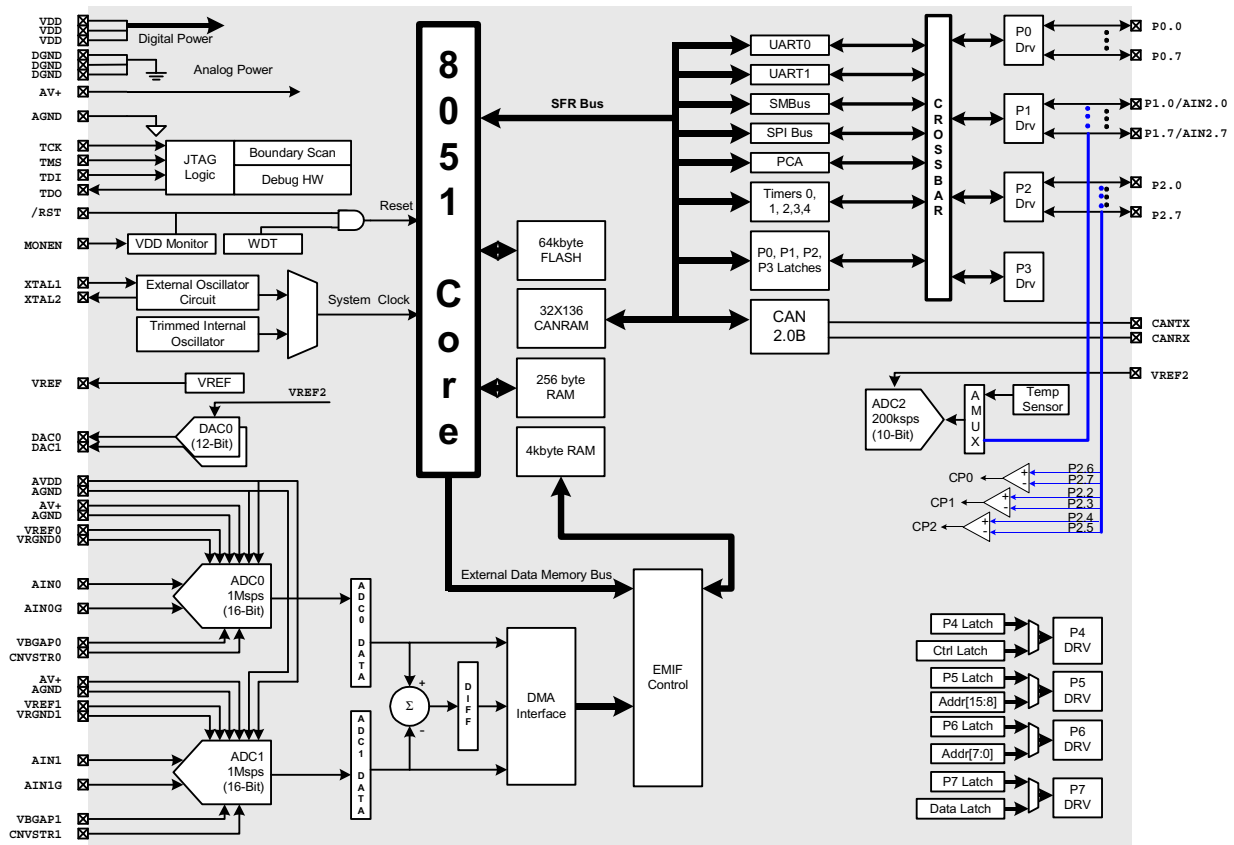 VDD
VDD
VDD
Digital Power
DGND
DGND
DGND
Analog Power
AV+
AGND
TCK
TMS
TDI
TDO
JTAG
Logic
Boundary Scan
Debug HW
/RST
Reset
MONEN
VDD Monitor
WDT
XTAL1
XTAL2
External Oscillator
Circuit
Trimmed Internal
Oscillator
System Clock
VREF
VREF
VREF2
DAC0
DAC1
DAC0
(12-Bit)
AVDD
AGND
AV+
AGND
VREF0
VRGND0
AIN0
AIN0G
VBGAP0
CNVSTR0
ADC0
1Msps
(16-Bit)
AV+
AGND
VREF1
VRGND1
AIN1
AIN1G
VBGAP1
CNVSTR1
ADC1
1Msps
(16-Bit)
ADC0 DATA
ADC1 DATA
+
Σ
-
DIFF
DMA
Interface
EMIF
Control
External Data Memory Bus
8051 Core
SFR Bus
64kbyte
FLASH
32X136
CANRAM
256 byte
RAM
4kbyte RAM
UART0
UART1
SMBus
SPI Bus
PCA
Timers 0,
1, 2,3,4
P0, P1, P2,
P3 Latches
CAN
2.0B
CROSSBAR
P0
Drv
P1
Drv
P2
Drv
P3
Drv
P0.0
P0.7
P1.0/AIN2.0
P1.7/AIN2.7
P2.0
P2.7
CANTX
CANRX
VREF2
ADC2
200ksps
(10-Bit)
AMUX
Temp
Sensor
CP0
+
-
P2.6
P2.7
CP1
+
-
P2.2
P2.3
CP2
+
-
P2.4
P2.5
P4 Latch
Ctrl Latch
P4
DRV
P5 Latch
Addr[15:8]
P5
DRV
P6 Latch
Addr[7:0]
P6
DRV
P7 Latch
Data Latch
P7
DRV